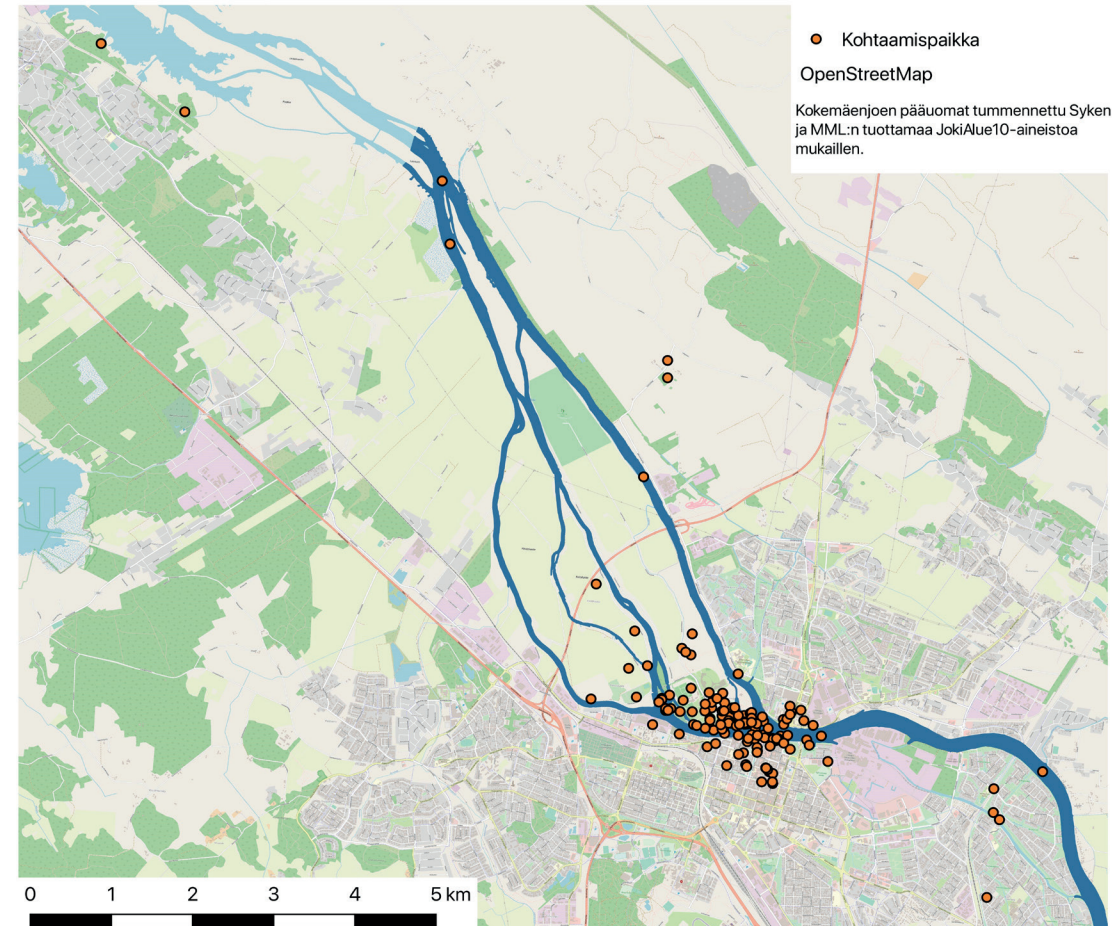 Kohtaamispaikka
OpenStreetMap
Kokemäenjoen pääuomat tummennettu Syken
ja MML:n tuottamaa JokiAlue10-aineistoa
mukaillen.
0 1 2 3 4 5 km